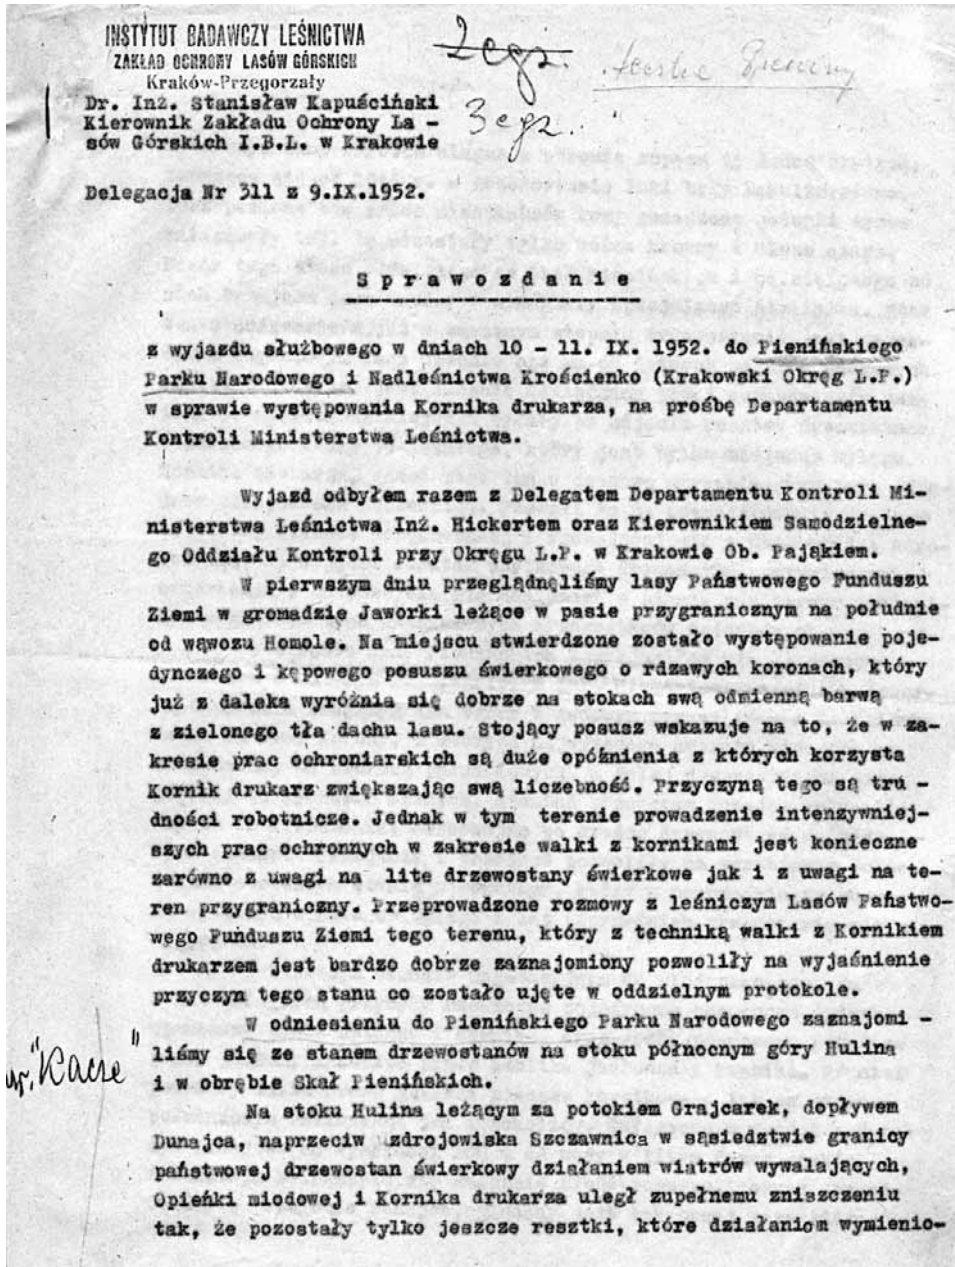 INSTYTUT BADAWCZY LEŚNICTWA
ZAKŁAD OCHRONY LASÓW GÓRSKICH
Kraków-Przegorzały
Dr. Inż. Stanisław Kapuściński
Kierownik Zakładu Ochrony La -
sów Górskich I.B.L. w Krakowie
2 egz.
3 egz.
Delegacja Nr 311 z 9.IX.1952.
S p r a w o z d a n i e
z wyjazdu służbowego w dniach 10 - 11. IX. 1952. do Pienińskiego
Parku Narodowego i Nadleśnictwa Krościenko (Krakowski Okręg L.P.)
w sprawie występowania Kornika drukarza, na prośbę Departamentu
Kontroli Ministerstwa Leśnictwa.
Wyjazd odbyłem razem z Delegatem Departamentu Kontroli Mi-
nisterstwa Leśnictwa Inż. Hickertem oraz Kierownikiem Samodzielne-
go Oddziału Kontroli przy Okręgu L.P. w Krakowie Ob. Pająkiem.
W pierwszym dniu przeglądnęliśmy lasy Państwowego Funduszu
Ziemi w gromadzie Jaworki leżące w pasie przygranicznym na południe
od wąwozu Homole. Na miejscu stwierdzone zostało występowanie poje-
dynczego i kępowego posuszu świerkowego o rdzawych koronach, który
już z daleka wyróżnia się dobrze na stokach swą odmienną barwą
z zielonego tła dachu lasu. Stojący posusz wskazuje na to, że w za-
kresie prac ochroniarskich są duże opóźnienia z których korzysta
Kornik drukarz zwiększając swą liczebność. Przyczyną tego są tru -
dności robotnicze. Jednak w tym terenie prowadzenie intenzywniej-
szych prac ochronnych w zakresie walki z kornikami jest konieczne
zarówno z uwagi na lite drzewostany świerkowe jak i z uwagi na te-
ren przygraniczny. Przeprowadzone rozmowy z leśniczym Lasów Państwo-
wego Funduszu Ziemi tego terenu, który z techniką walki z Kornikiem
drukarzem jest bardzo dobrze zaznajomiony pozwoliły na wyjaśnienie
przyczyn tego stanu co zostało ujęte w oddzielnym protokole.
W odniesieniu do Pienińskiego Parku Narodowego zaznajomi -
liśmy się ze stanem drzewostanów na stoku północnym góry Hulina
"Kacze"
i w obrębie Skał Pienińskich.
Na stoku Hulina leżącym za potokiem Grajcarek, dopływem
Dunajca, naprzeciw zdrojowiska Szczawnica w sąsiedztwie granicy
państwowej drzewostan świerkowy działaniem wiatrów wywalających,
Opieńki miodowej i Kornika drukarza uległ zupełnemu zniszczeniu
tak, że pozostały tylko jeszcze resztki, które działaniom wymienio-